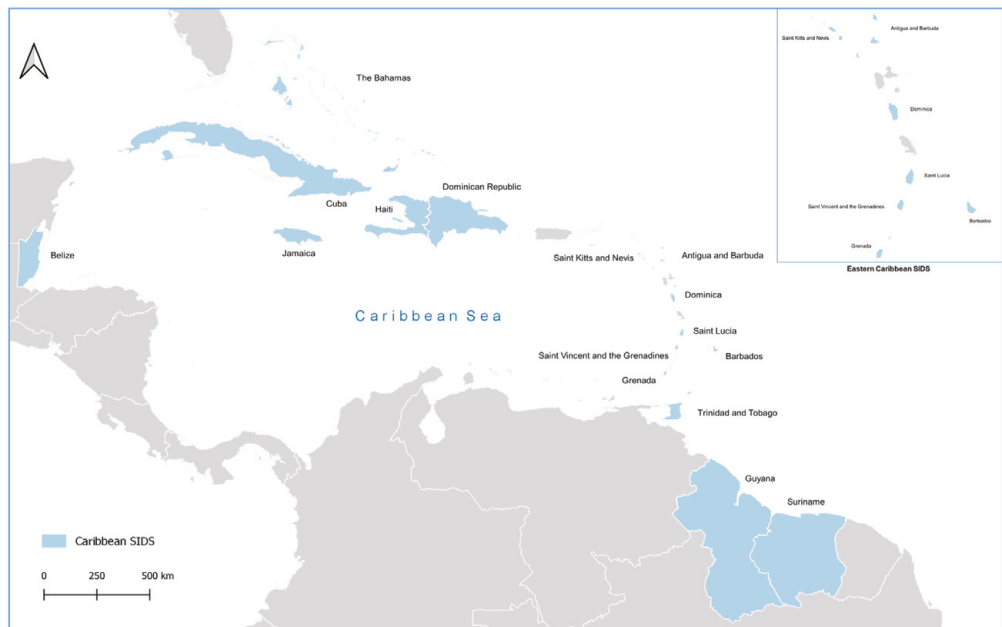 The Bahamas
Cuba
Haiti
Dominican Republic
Jamaica
Belize
Saint Kitts and Nevis
Antigua and Barbuda
Dominica
Caribbean Sea
Saint Lucia
Saint Vincent and the Grenadines
Barbados
Grenada
Trinidad and Tobago
Guyana
Suriname
Caribbean SIDS
0 250 500 km
Antigua and Barbuda
Saint Kitts and Nevis
Dominica
Saint Lucia
Saint Vincent and the Grenadines
Barbados
Grenada
Eastern Caribbean SIDS